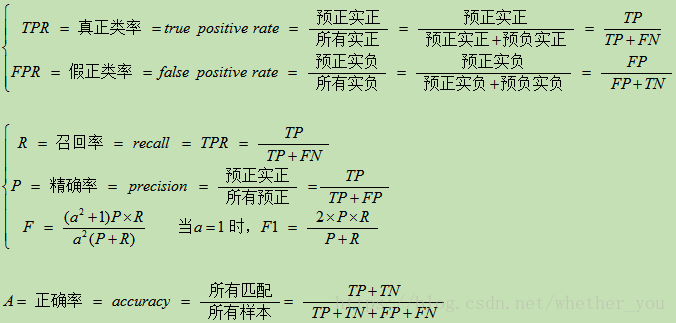 TPR = 真正类率 = true positive rate = 预正实正/所有实正 = 预正实正/预正实正+预负实正 = TP/TP+FN
FPR = 假正类率 = false positive rate = 预正实负/所有实负 = 预正实负/预正实负+预负实负 = FP/FP+TN
R = 召回率 = recall = TPR = TP/TP+FN
P = 精确率 = precision = 预正实正/所有预正 = TP/TP+FP
F = (a²+1)P×R/a²(P+R) 当a=1时，F1 = 2×P×R/P+R
A = 正确率 = accuracy = 所有匹配/所有样本 = TP+TN/TP+TN+FP+FN
blog.csdn.net/whether_you